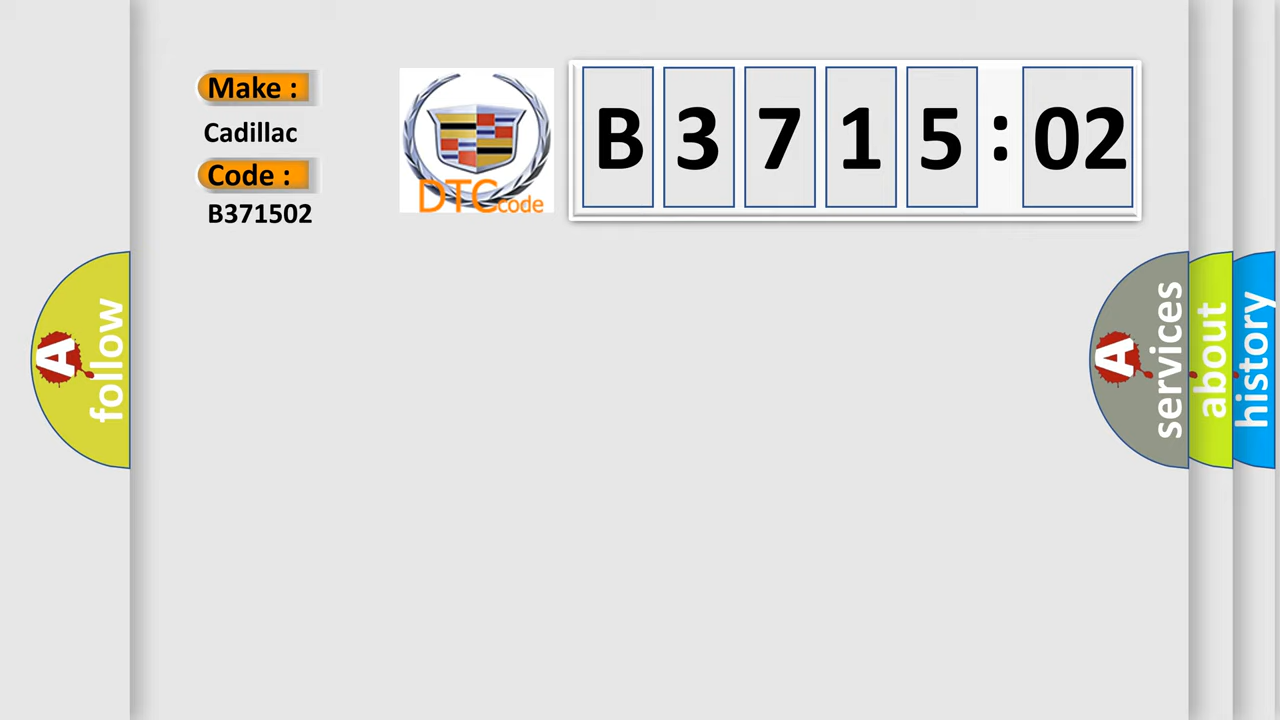 Make :
Cadillac
Code :
B371502
DTCcode
B 3 7 1 5 : 02
A
follow
A
services
about
history